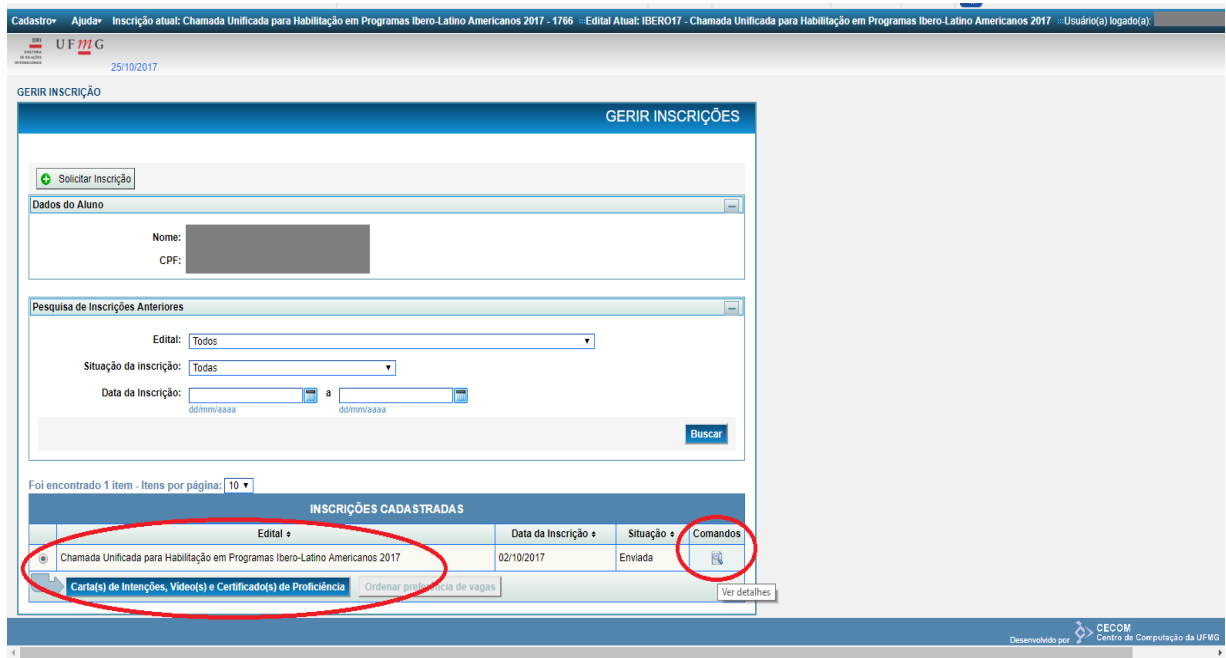 Cadastro▾ Ajuda▾ Inscrição atual: Chamada Unificada para Habilitação em Programas Ibero-Latino Americanos 2017 - 1766 :::Edital Atual: IBERO17 - Chamada Unificada para Habilitação em Programas Ibero-Latino Americanos 2017 :::Usuário(a) logado(a):
DRI
DIRETORIA
DE RELAÇÕES
INTERNACIONAIS
UFmG
25/10/2017
GERIR INSCRIÇÃO
GERIR INSCRIÇÕES
Solicitar Inscrição
Dados do Aluno
Nome:
CPF:
Pesquisa de Inscrições Anteriores
Edital: Todos
Situação da inscrição: Todas
Data da Inscrição: a
dd/mm/aaaa dd/mm/aaaa
Buscar
Foi encontrado 1 item - Itens por página: 10
INSCRIÇÕES CADASTRADAS
Edital Data da Inscrição Situação Comandos
Chamada Unificada para Habilitação em Programas Ibero-Latino Americanos 2017 02/10/2017 Enviada
Carta(s) de Intenções, Vídeo(s) e Certificado(s) de Proficiência Ordenar preferência de vagas
Ver detalhes
Desenvolvido por CECOM
Centro de Computação da UFMG